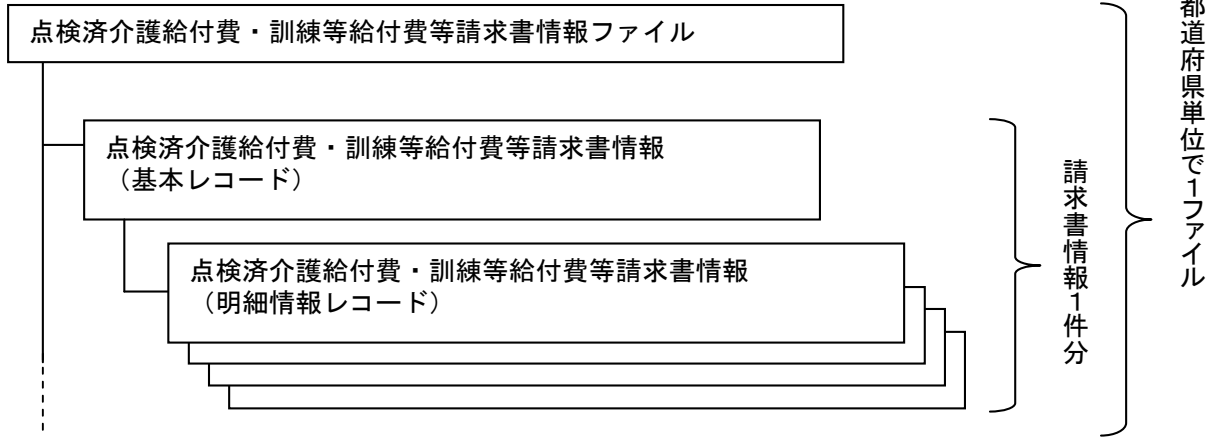 点検済介護給付費・訓練等給付費等請求書情報ファイル
点検済介護給付費・訓練等給付費等請求書情報
（基本レコード）
点検済介護給付費・訓練等給付費等請求書情報
（明細情報レコード）
請求書情報１件分
都道府県単位で１ファイル